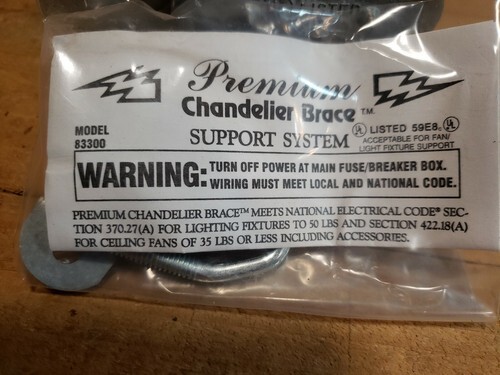 LISTED
Premium
Chandelier Brace™
MODEL
83300
SUPPORT SYSTEM
UL LISTED 59E8 UL
ACCEPTABLE FOR FAN/
LIGHT FIXTURE SUPPORT
WARNING: TURN OFF POWER AT MAIN FUSE/BREAKER BOX.
WIRING MUST MEET LOCAL AND NATIONAL CODE.
PREMIUM CHANDELIER BRACE™ MEETS NATIONAL ELECTRICAL CODE® SEC-
TION 370.27(A) FOR LIGHTING FIXTURES TO 50 LBS AND SECTION 422.18(A)
FOR CEILING FANS OF 35 LBS OR LESS INCLUDING ACCESSORIES.